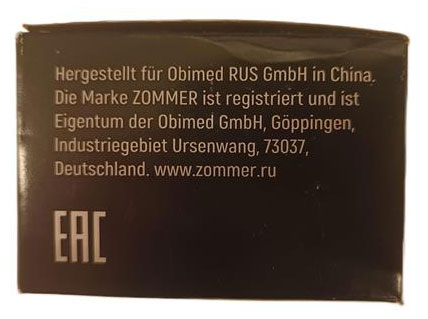 Hergestellt für Obimed RUS GmbH in China.
Die Marke ZOMMER ist registriert und ist
Eigentum der Obimed GmbH, Göppingen,
Industriegebiet Ursenwang, 73037,
Deutschland. www.zommer.ru
EAC